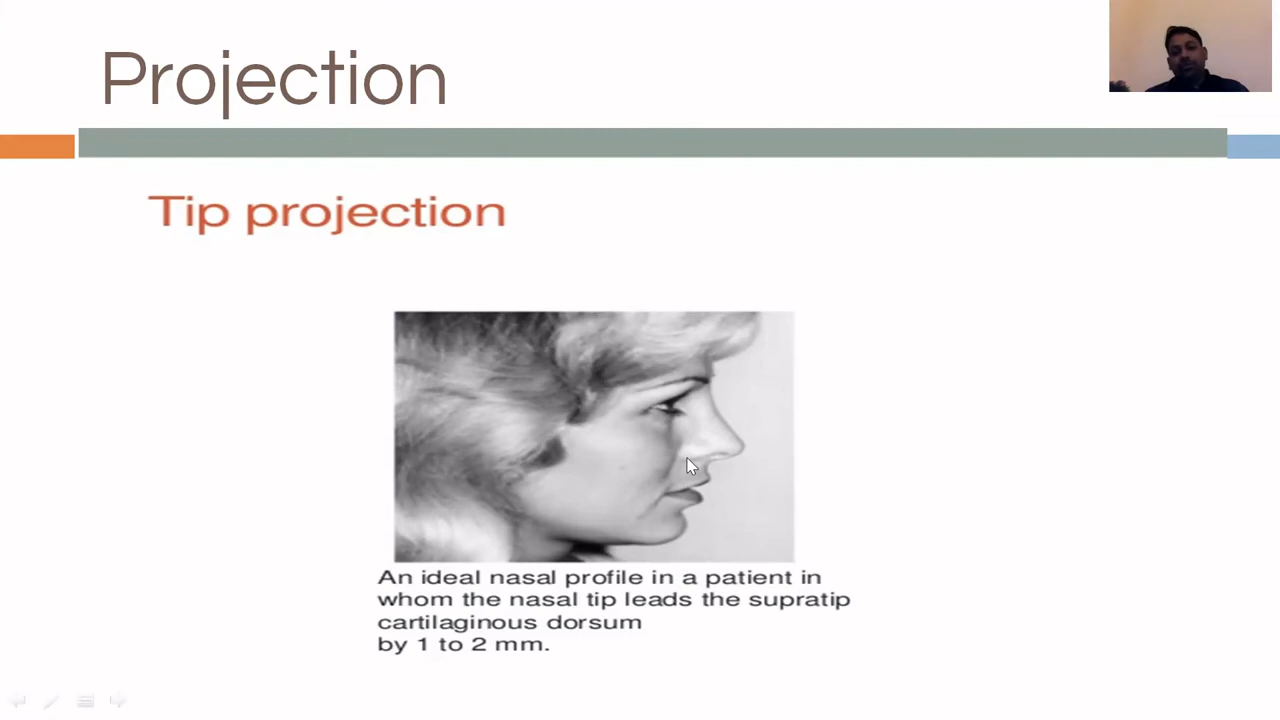 Projection
Tip projection
An ideal nasal profile in a patient in
whom the nasal tip leads the supratip
cartilaginous dorsum
by 1 to 2 mm.